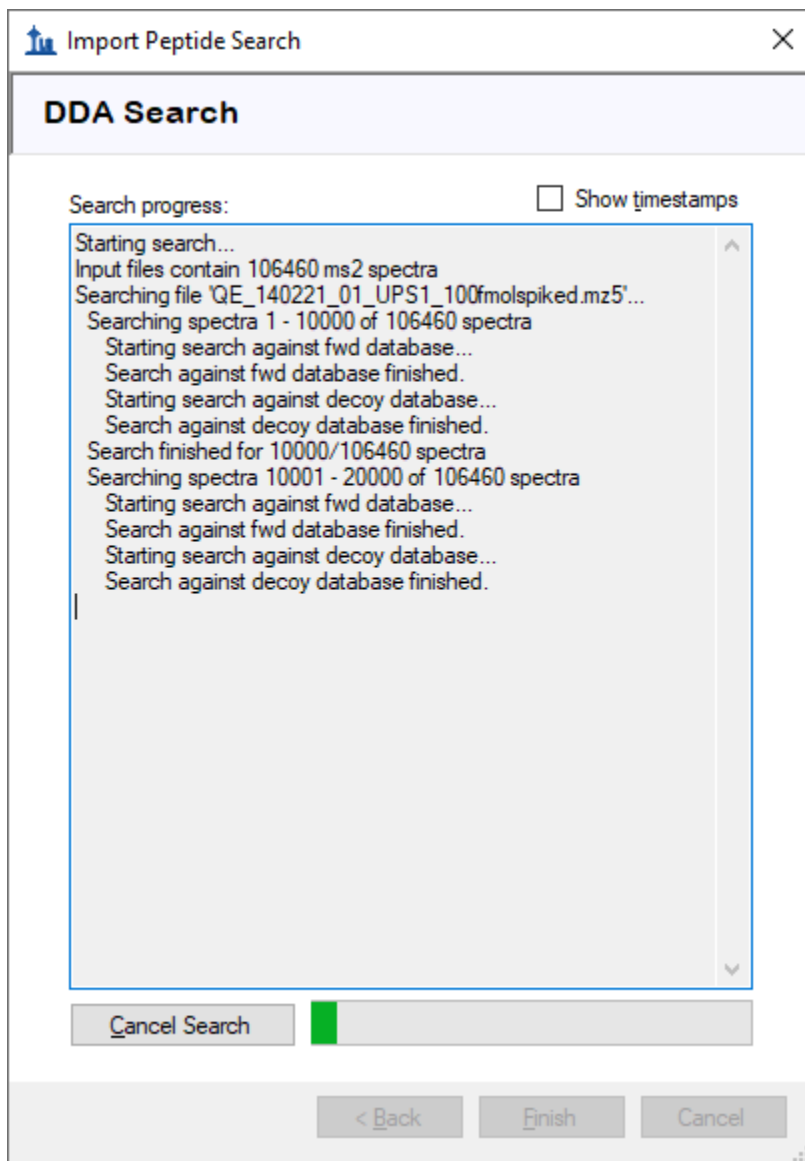 Import Peptide Search
DDA Search
Search progress:
Show timestamps
Starting search...
Input files contain 106460 ms2 spectra
Searching file 'QE_140221_01_UPS1_100fmolspiked.mz5'...
Searching spectra 1 - 10000 of 106460 spectra
Starting search against fwd database...
Search against fwd database finished.
Starting search against decoy database...
Search against decoy database finished.
Search finished for 10000/106460 spectra
Searching spectra 10001 - 20000 of 106460 spectra
Starting search against fwd database...
Search against fwd database finished.
Starting search against decoy database...
Search against decoy database finished.
Cancel Search
< Back
Finish
Cancel